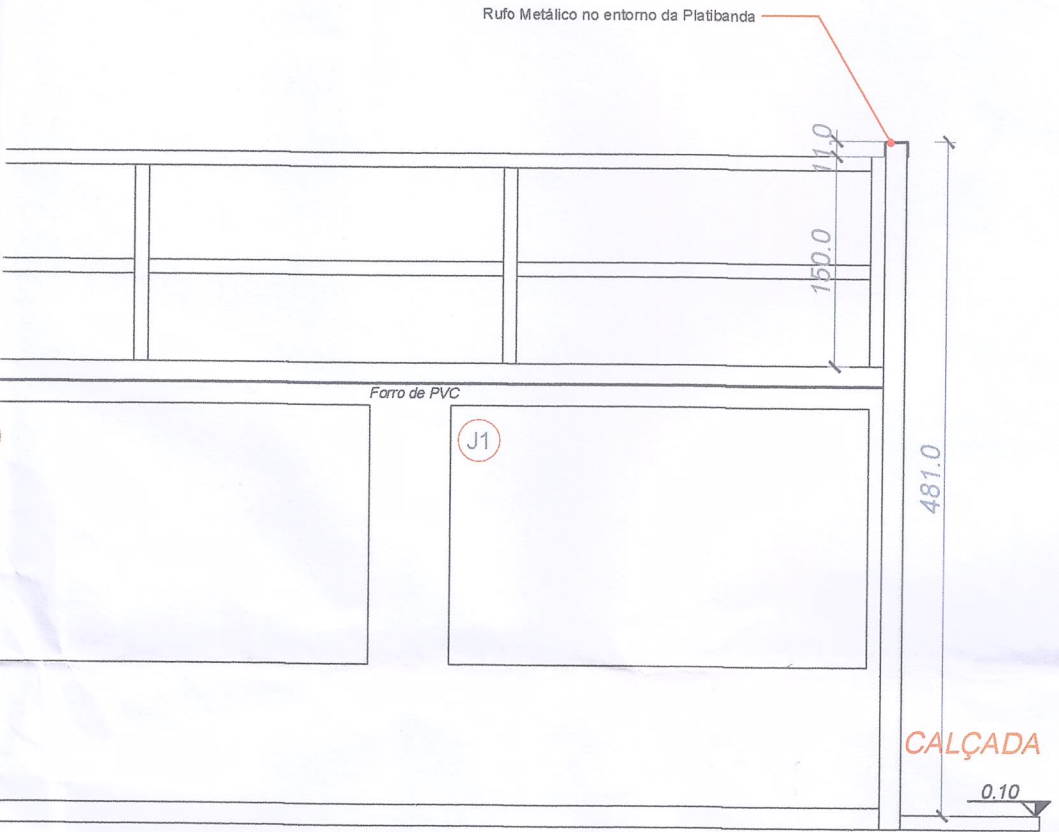 Rufo Metálico no entorno da Platibanda
11.0
150.0
Forro de PVC
J1
481.0
CALÇADA
0.10